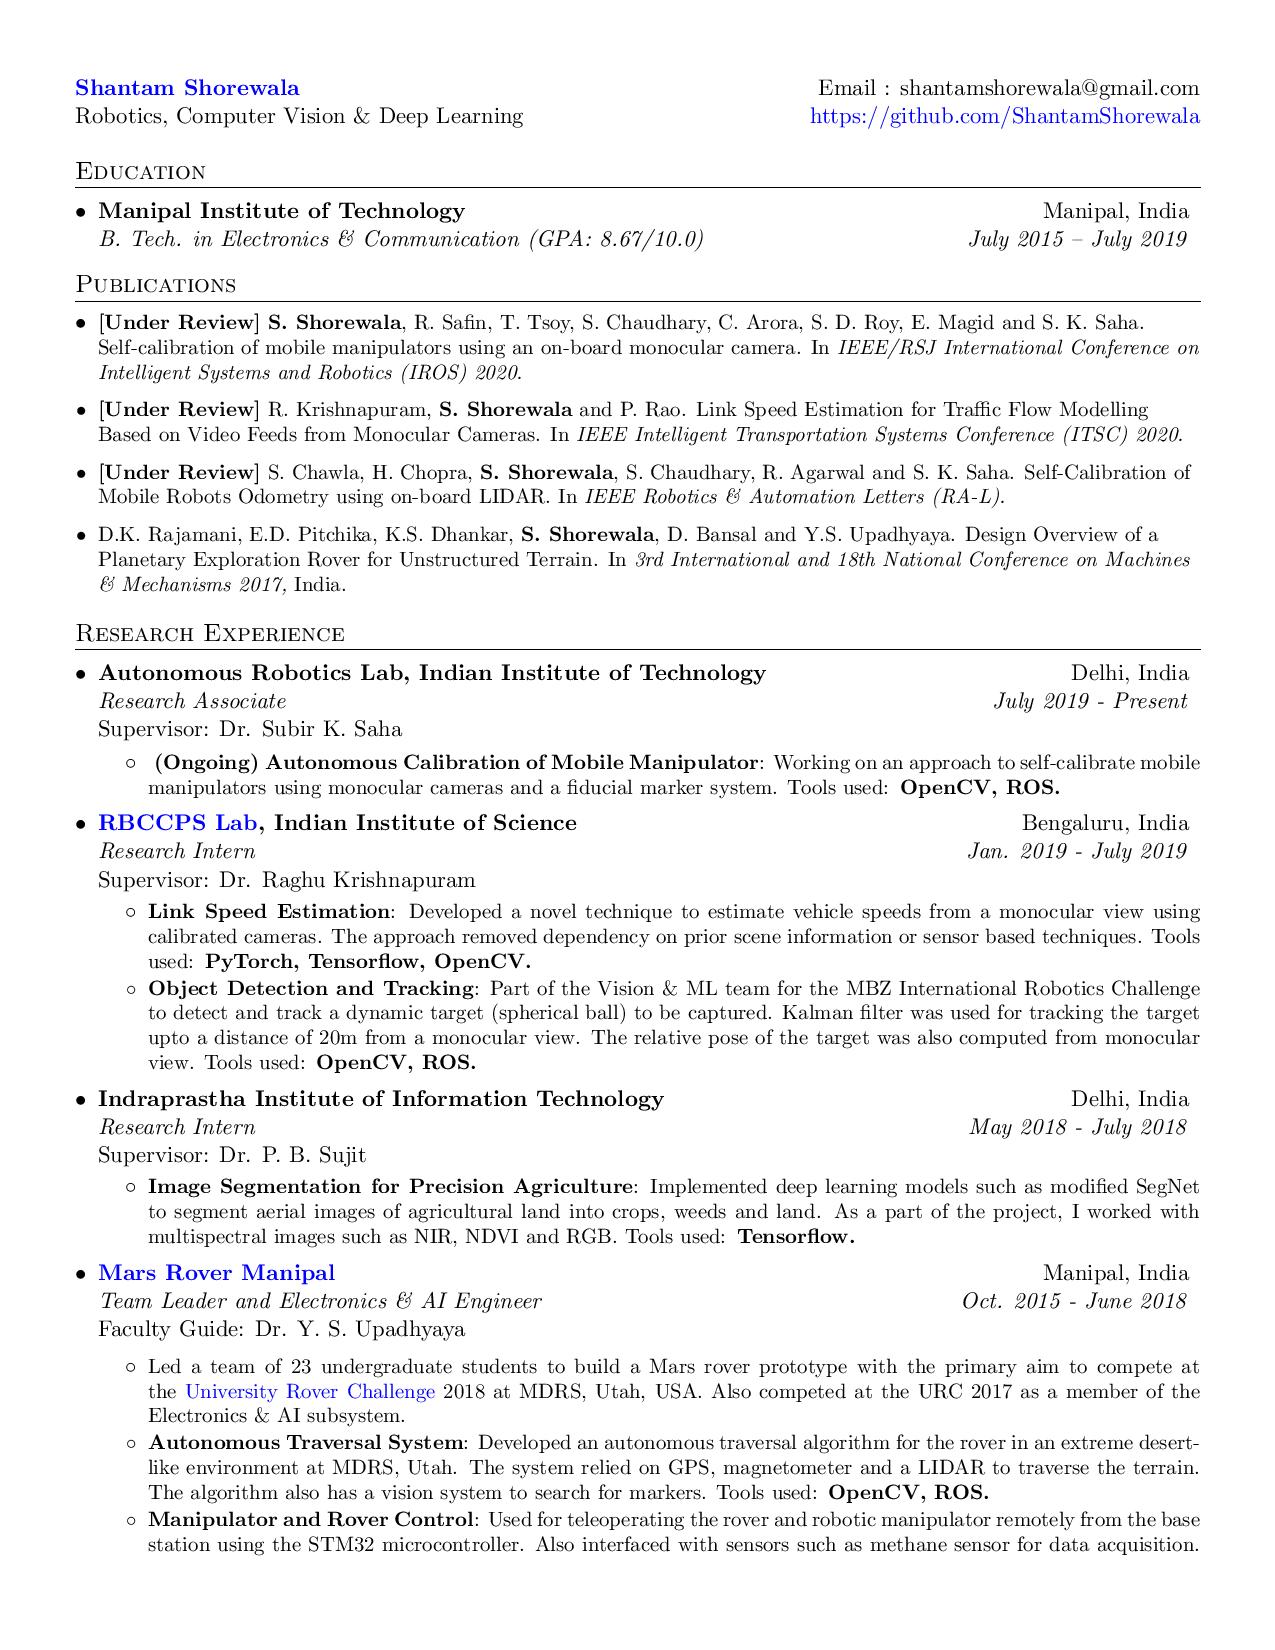 Shantam Shorewala Email : shantamshorewala@gmail.com
Robotics, Computer Vision & Deep Learning https://github.com/ShantamShorewala
Education
• Manipal Institute of Technology Manipal, India
B. Tech. in Electronics & Communication (GPA: 8.67/10.0) July 2015 – July 2019
Publications
• [Under Review] S. Shorewala, R. Safin, T. Tsoy, S. Chaudhary, C. Arora, S. D. Roy, E. Magid and S. K. Saha.
Self-calibration of mobile manipulators using an on-board monocular camera. In IEEE/RSJ International Conference on
Intelligent Systems and Robotics (IROS) 2020.
• [Under Review] R. Krishnapuram, S. Shorewala and P. Rao. Link Speed Estimation for Traffic Flow Modelling
Based on Video Feeds from Monocular Cameras. In IEEE Intelligent Transportation Systems Conference (ITSC) 2020.
• [Under Review] S. Chawla, H. Chopra, S. Shorewala, S. Chaudhary, R. Agarwal and S. K. Saha. Self-Calibration of
Mobile Robots Odometry using on-board LIDAR. In IEEE Robotics & Automation Letters (RA-L).
• D.K. Rajamani, E.D. Pitchika, K.S. Dhankar, S. Shorewala, D. Bansal and Y.S. Upadhyaya. Design Overview of a
Planetary Exploration Rover for Unstructured Terrain. In 3rd International and 18th National Conference on Machines
& Mechanisms 2017, India.
Research Experience
• Autonomous Robotics Lab, Indian Institute of Technology Delhi, India
Research Associate July 2019 - Present
Supervisor: Dr. Subir K. Saha
◦ (Ongoing) Autonomous Calibration of Mobile Manipulator: Working on an approach to self-calibrate mobile
manipulators using monocular cameras and a fiducial marker system. Tools used: OpenCV, ROS.
• RBCCPS Lab, Indian Institute of Science Bengaluru, India
Research Intern Jan. 2019 - July 2019
Supervisor: Dr. Raghu Krishnapuram
◦ Link Speed Estimation: Developed a novel technique to estimate vehicle speeds from a monocular view using
calibrated cameras. The approach removed dependency on prior scene information or sensor based techniques. Tools
used: PyTorch, Tensorflow, OpenCV.
◦ Object Detection and Tracking: Part of the Vision & ML team for the MBZ International Robotics Challenge
to detect and track a dynamic target (spherical ball) to be captured. Kalman filter was used for tracking the target
upto a distance of 20m from a monocular view. The relative pose of the target was also computed from monocular
view. Tools used: OpenCV, ROS.
• Indraprastha Institute of Information Technology Delhi, India
Research Intern May 2018 - July 2018
Supervisor: Dr. P. B. Sujit
◦ Image Segmentation for Precision Agriculture: Implemented deep learning models such as modified SegNet
to segment aerial images of agricultural land into crops, weeds and land. As a part of the project, I worked with
multispectral images such as NIR, NDVI and RGB. Tools used: Tensorflow.
• Mars Rover Manipal Manipal, India
Team Leader and Electronics & AI Engineer Oct. 2015 - June 2018
Faculty Guide: Dr. Y. S. Upadhyaya
◦ Led a team of 23 undergraduate students to build a Mars rover prototype with the primary aim to compete at
the University Rover Challenge 2018 at MDRS, Utah, USA. Also competed at the URC 2017 as a member of the
Electronics & AI subsystem.
◦ Autonomous Traversal System: Developed an autonomous traversal algorithm for the rover in an extreme desert-
like environment at MDRS, Utah. The system relied on GPS, magnetometer and a LIDAR to traverse the terrain.
The algorithm also has a vision system to search for markers. Tools used: OpenCV, ROS.
◦ Manipulator and Rover Control: Used for teleoperating the rover and robotic manipulator remotely from the base
station using the STM32 microcontroller. Also interfaced with sensors such as methane sensor for data acquisition.